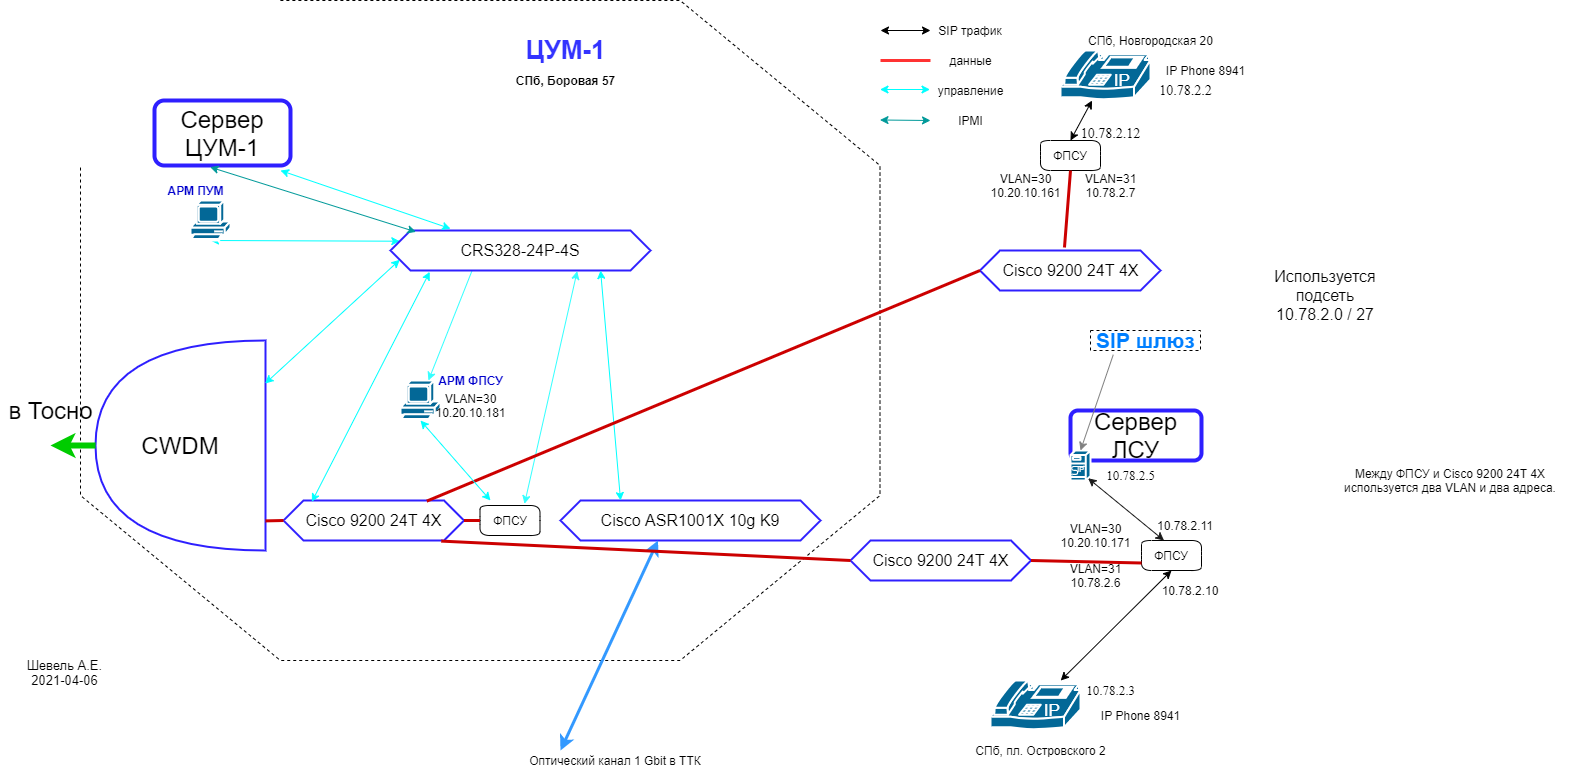 ЦУМ-1
СПб, Боровая 57
SIP трафик
данные
управление
IPMI
СПб, Новгородская 20
IP
IP Phone 8941
10.78.2.2
10.78.2.12
ФПСУ
VLAN=30
10.20.10.161
VLAN=31
10.78.2.7
Сервер
ЦУМ-1
АРМ ПУМ
CRS328-24P-4S
Cisco 9200 24T 4X
Используется
подсеть
10.78.2.0 / 27
SIP шлюз
Сервер
ЛСУ
10.78.2.5
в Тосно
CWDM
АРМ ФПСУ
VLAN=30
10.20.10.181
Между ФПСУ и Cisco 9200 24T 4X
используется два VLAN и два адреса.
Cisco 9200 24T 4X
ФПСУ
Cisco ASR1001X 10g K9
Cisco 9200 24T 4X
VLAN=30
10.20.10.171
VLAN=31
10.78.2.6
10.78.2.11
ФПСУ
10.78.2.10
Шевель А.Е.
2021-04-06
IP
10.78.2.3
IP Phone 8941
СПб, пл. Островского 2
Оптический канал 1 Gbit в ТТК